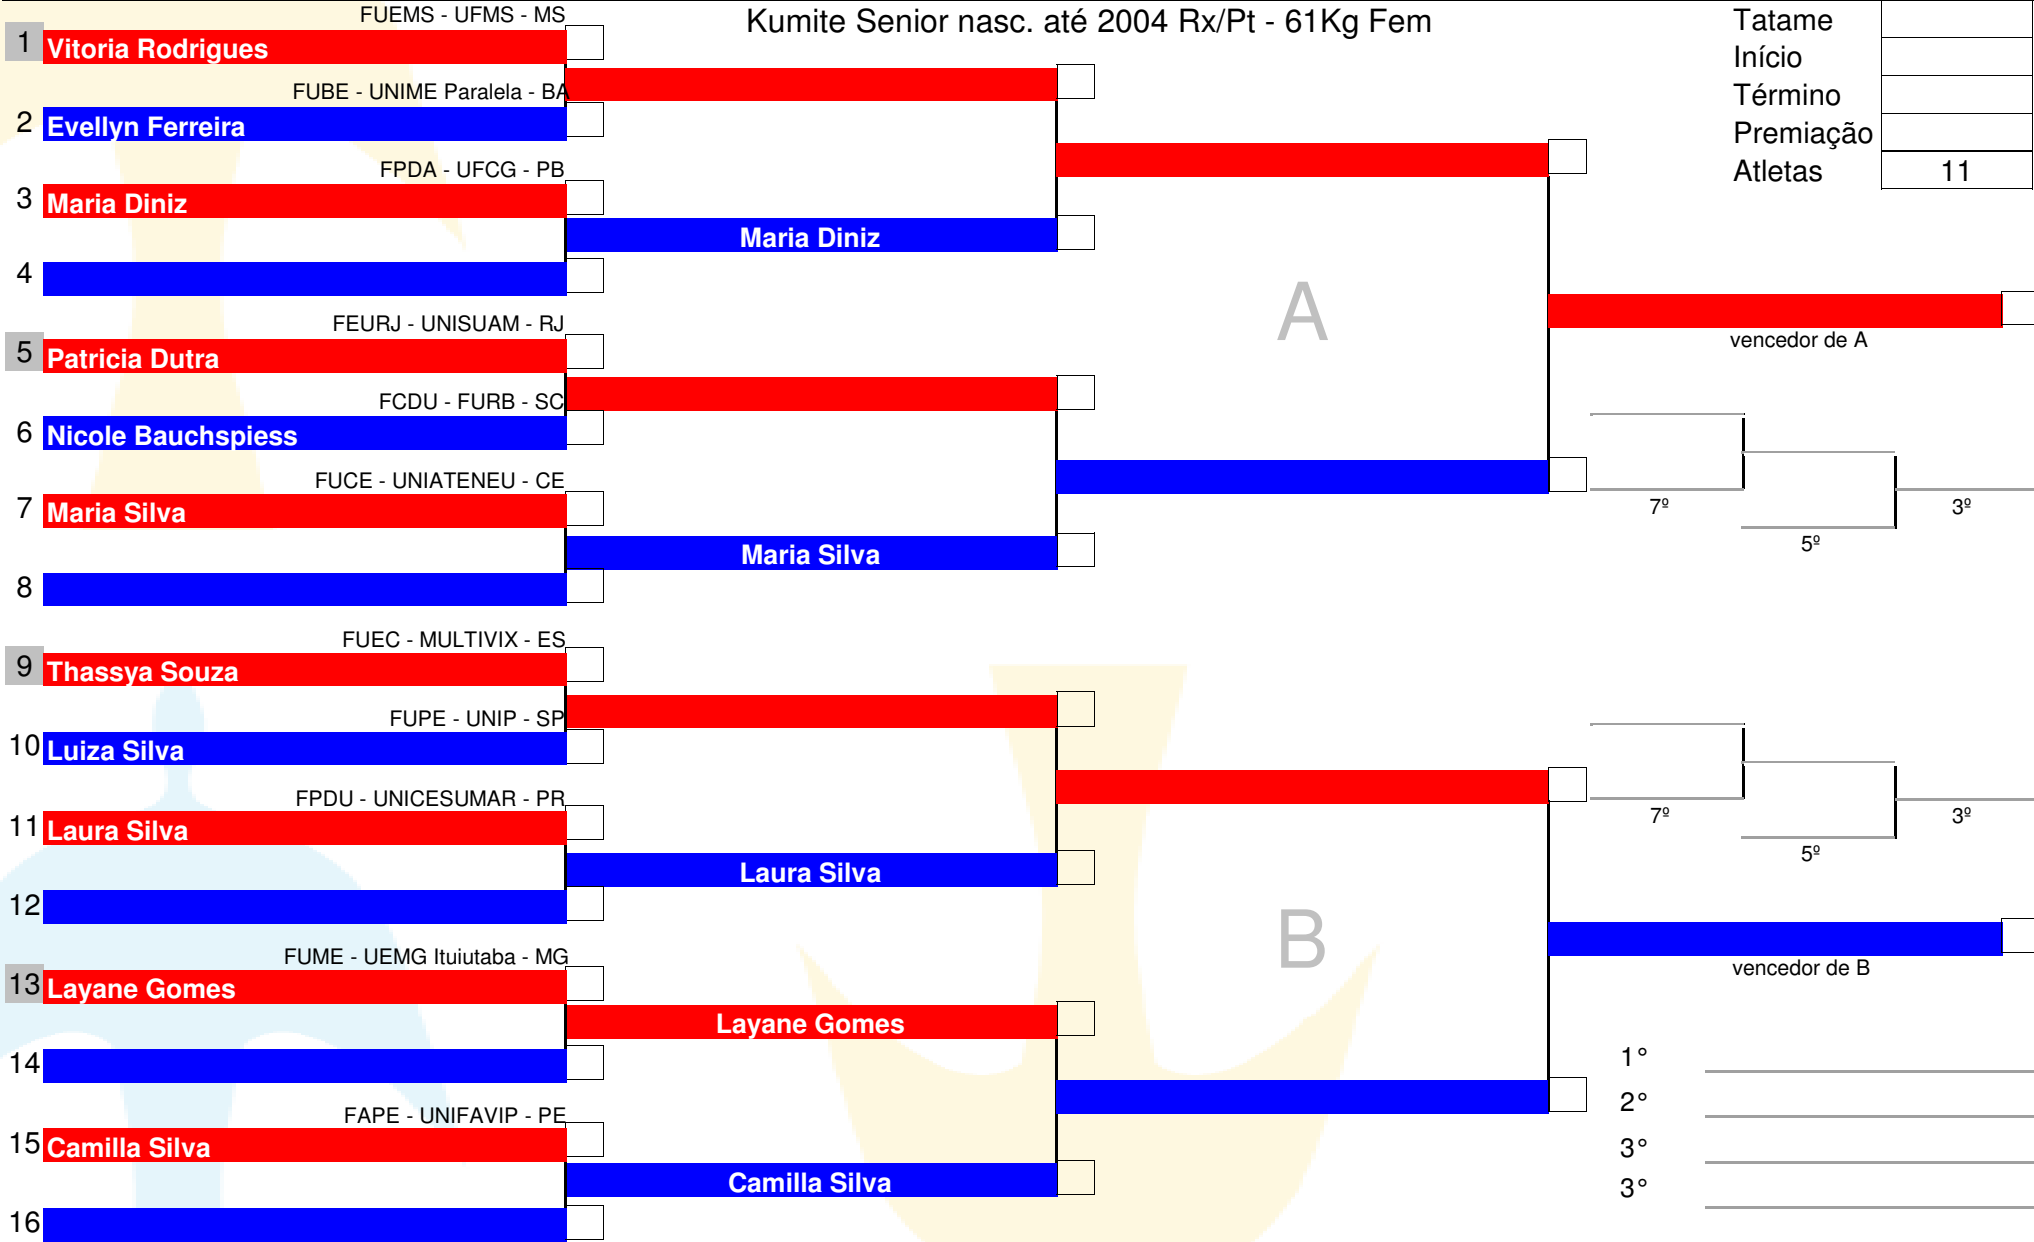 Kumite Senior nasc. até 2004 Rx/Pt - 61Kg Fem
Tatame
Início
Término
Premiação
Atletas 11
FUEMS - UFMS - MS
1 Vitoria Rodrigues
FUBE - UNIME Paralela - BA
2 Evellyn Ferreira
FPDA - UFCG - PB
3 Maria Diniz
Maria Diniz
4
FEURJ - UNISUAM - RJ
5 Patricia Dutra
FCDU - FURB - SC
6 Nicole Bauchspiess
FUCE - UNIATENEU - CE
7 Maria Silva
Maria Silva
8
A
vencedor de A
7º
3º
5º
FUEC - MULTIVIX - ES
9 Thassya Souza
FUPE - UNIP - SP
10 Luiza Silva
FPDU - UNICESUMAR - PR
11 Laura Silva
Laura Silva
12
FUME - UEMG Ituiutaba - MG
13 Layane Gomes
Layane Gomes
14
FAPE - UNIFAVIP - PE
15 Camilla Silva
Camilla Silva
16
7º
3º
5º
B
vencedor de B
1°
2°
3°
3°